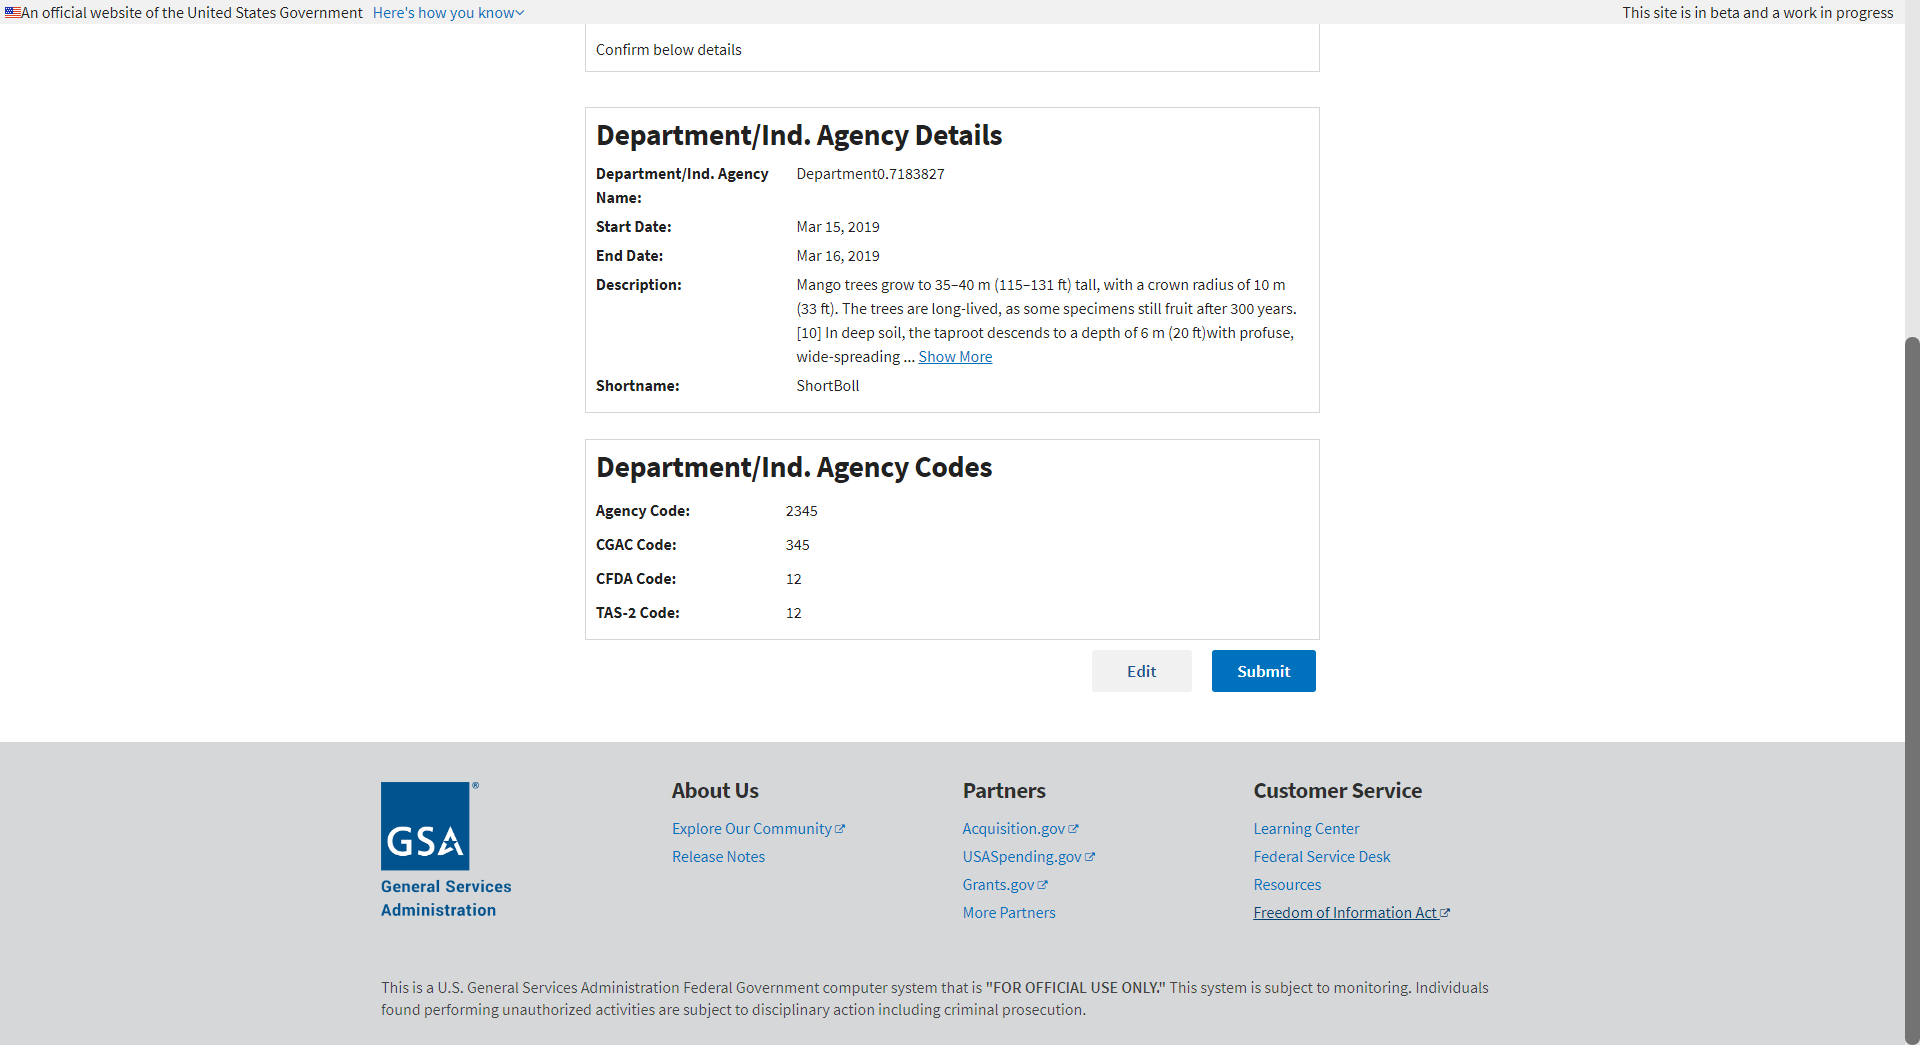 An official website of the United States Government Here's how you know
This site is in beta and a work in progress
Confirm below details
Department/Ind. Agency Details
Department/Ind. Agency Name: Department0.7183827
Start Date: Mar 15, 2019
End Date: Mar 16, 2019
Description: Mango trees grow to 35–40 m (115–131 ft) tall, with a crown radius of 10 m
(33 ft). The trees are long-lived, as some specimens still fruit after 300 years.
[10] In deep soil, the taproot descends to a depth of 6 m (20 ft)with profuse,
wide-spreading ... Show More
Shortname: ShortBoll
Department/Ind. Agency Codes
Agency Code: 2345
CGAC Code: 345
CFDA Code: 12
TAS-2 Code: 12
Edit Submit
GSA ®
General Services
Administration
About Us
Explore Our Community
Release Notes
Partners
Acquisition.gov
USASpending.gov
Grants.gov
More Partners
Customer Service
Learning Center
Federal Service Desk
Resources
Freedom of Information Act
This is a U.S. General Services Administration Federal Government computer system that is "FOR OFFICIAL USE ONLY." This system is subject to monitoring. Individuals
found performing unauthorized activities are subject to disciplinary action including criminal prosecution.